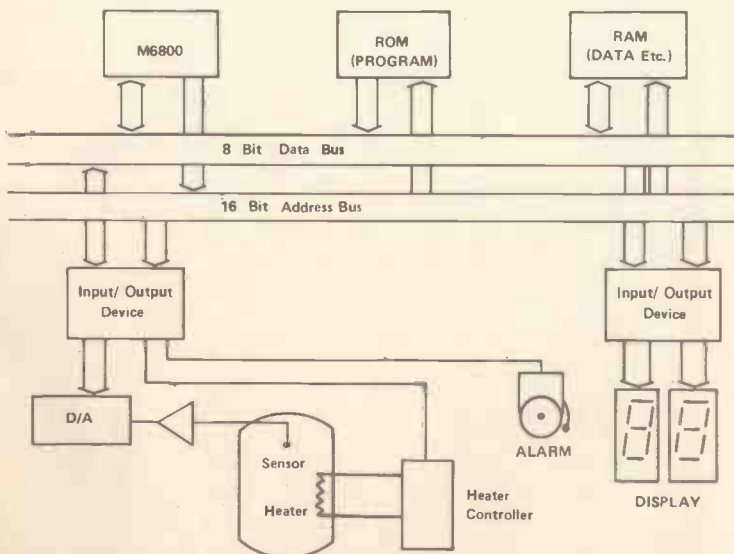 M6800
ROM
(PROGRAM)
RAM
(DATA Etc.)
8 Bit Data Bus
16 Bit Address Bus
Input/ Output
Device
Input/ Output
Device
D/A
Sensor
Heater
Heater
Controller
ALARM
DISPLAY